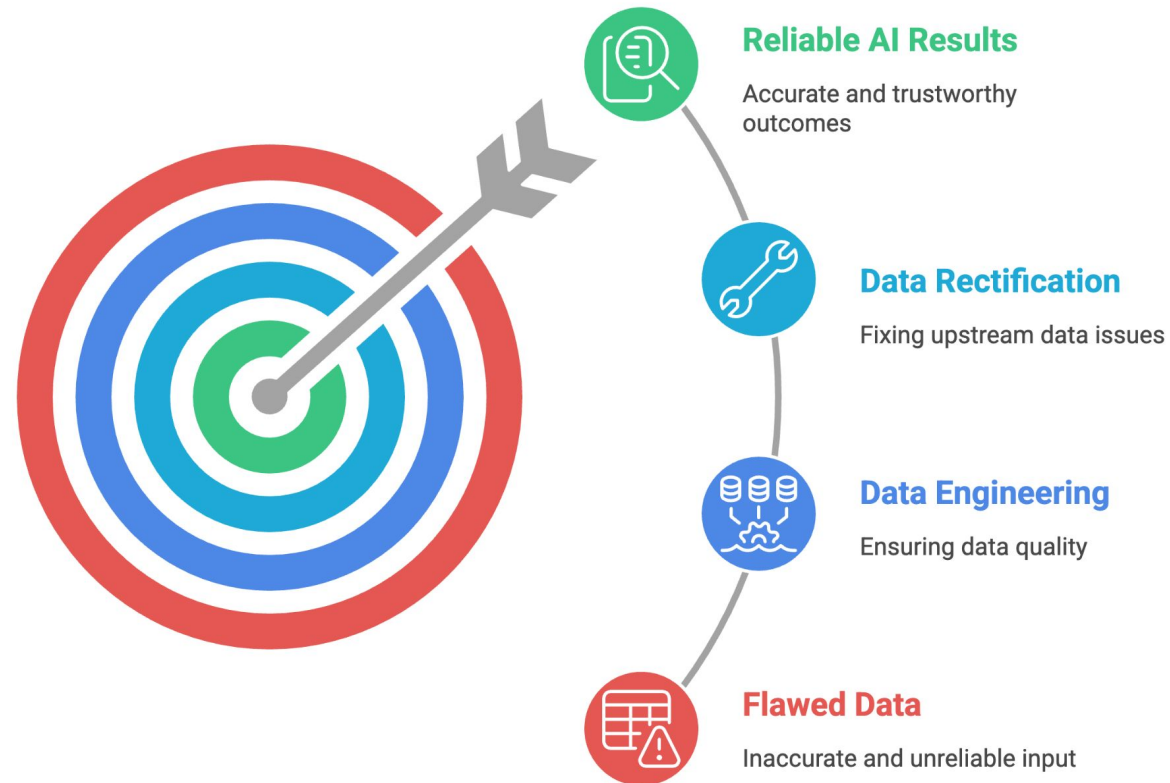 Reliable AI Results
Accurate and trustworthy
outcomes
Data Rectification
Fixing upstream data issues
Data Engineering
Ensuring data quality
Flawed Data
Inaccurate and unreliable input